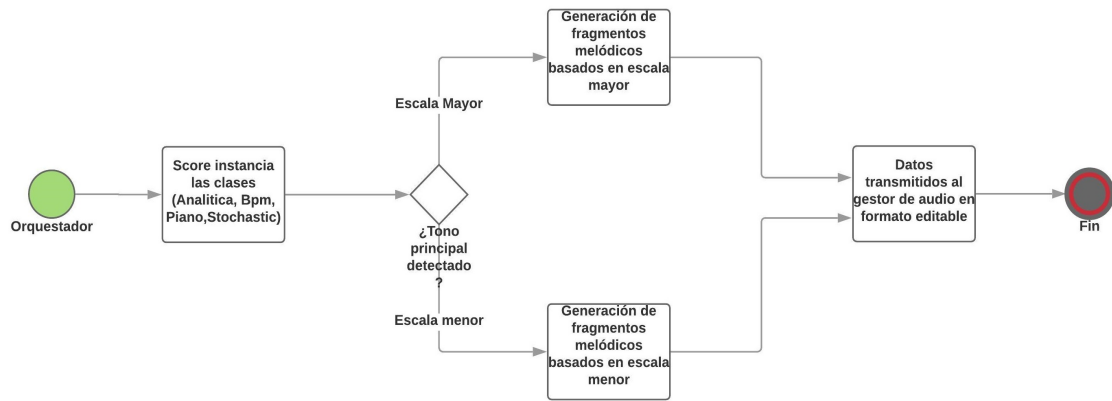 Orquestador
Score instancia
las clases
(Analitica, Bpm,
Piano,Stochastic)
Escala Mayor
¿Tono
principal
detectado
?
Escala menor
Generación de
fragmentos
melódicos
basados en escala
mayor
Generación de
fragmentos
melódicos
basados en escala
menor
Datos
transmitidos al
gestor de audio en
formato editable
Fin